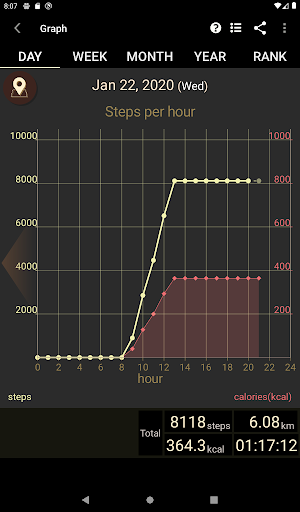 8:07
Graph
DAY WEEK MONTH YEAR RANK
Jan 22, 2020 (Wed)
Steps per hour
10000 1000
8000 800
6000 600
4000 400
2000 200
0 2 4 6 8 10 12 14 16 18 20 22 24
hour
steps calories(kcal)
Total 8118 steps 6.08 km
364.3 kcal 01:17:12